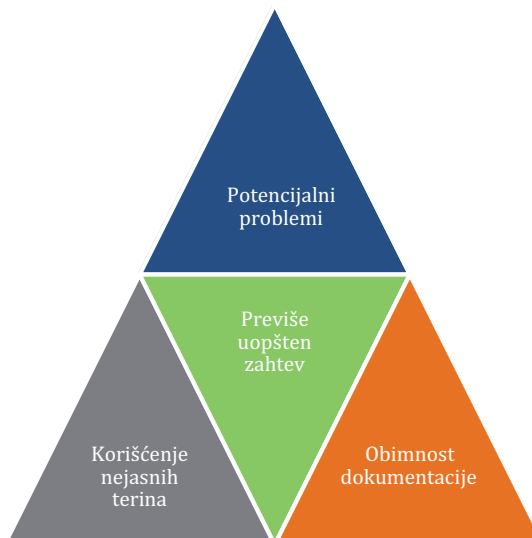 Potencijalni
problemi
Previše
uopšten
zahtev
Korišćenje
nejasnih
terina
Obimnost
dokumentacije